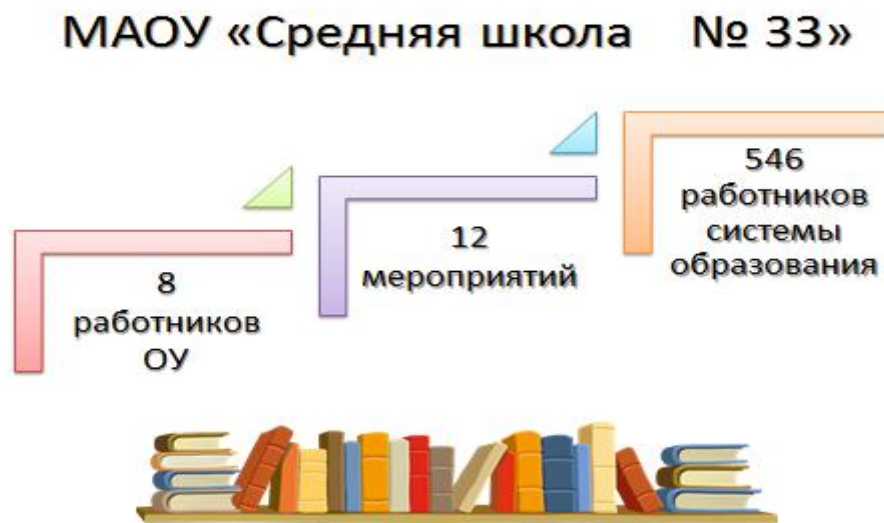 МАОУ «Средняя школа № 33»
8
работников
ОУ
12
мероприятий
546
работников
системы
образования